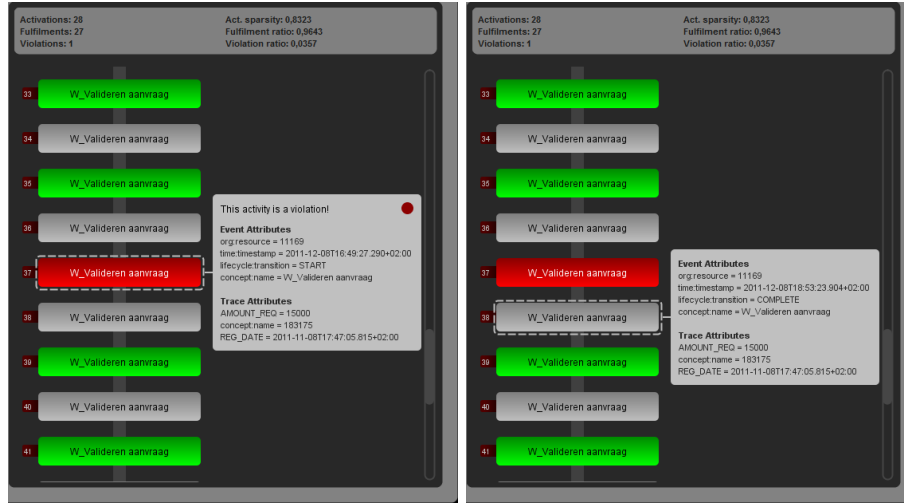 Activations: 28
Fulfilments: 27
Violations: 1
Act. sparsity: 0,8323
Fulfilment ratio: 0,9643
Violation ratio: 0,0357
33 W_Valideren aanvraag
34 W_Valideren aanvraag
35 W_Valideren aanvraag
36 W_Valideren aanvraag
37 W_Valideren aanvraag
38 W_Valideren aanvraag
39 W_Valideren aanvraag
40 W_Valideren aanvraag
41 W_Valideren aanvraag
This activity is a violation!
Event Attributes
org:resource = 11169
time:timestamp = 2011-12-08T16:49:27.290+02:00
lifecycle:transition = START
concept:name = W_Valideren aanvraag
Trace Attributes
AMOUNT_REQ = 15000
concept:name = 183175
REG_DATE = 2011-11-08T17:47:05.815+02:00
Activations: 28
Fulfilments: 27
Violations: 1
Act. sparsity: 0,8323
Fulfilment ratio: 0,9643
Violation ratio: 0,0357
33 W_Valideren aanvraag
34 W_Valideren aanvraag
35 W_Valideren aanvraag
36 W_Valideren aanvraag
37 W_Valideren aanvraag
38 W_Valideren aanvraag
39 W_Valideren aanvraag
40 W_Valideren aanvraag
41 W_Valideren aanvraag
Event Attributes
org:resource = 11169
time:timestamp = 2011-12-08T18:53:23.904+02:00
lifecycle:transition = COMPLETE
concept:name = W_Valideren aanvraag
Trace Attributes
AMOUNT_REQ = 15000
concept:name = 183175
REG_DATE = 2011-11-08T17:47:05.815+02:00